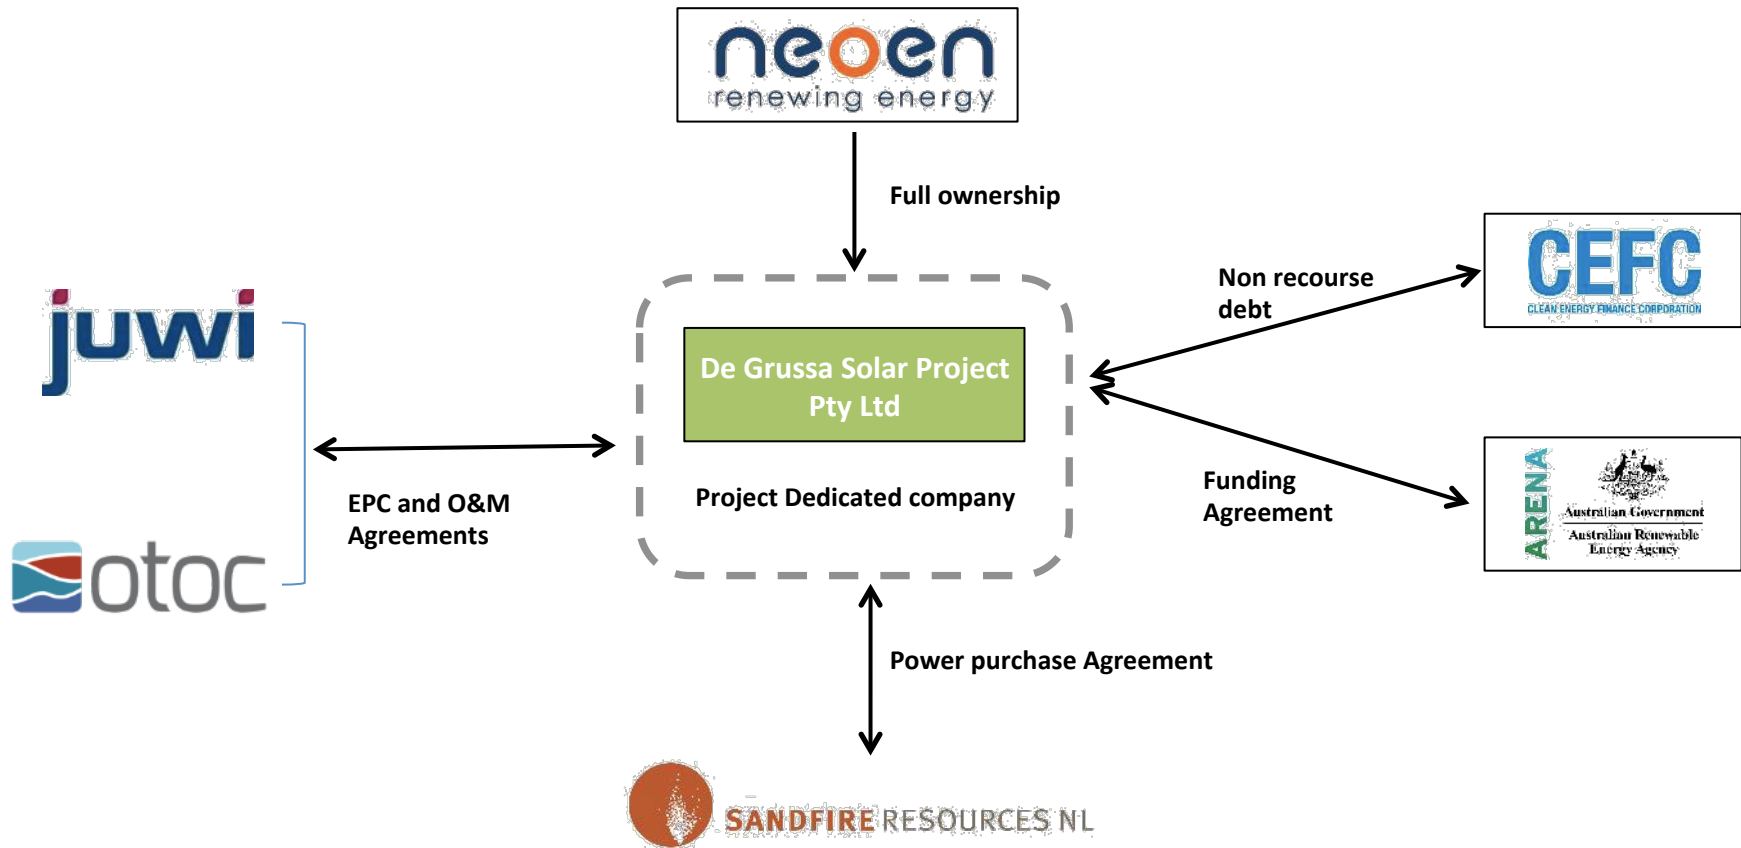 neoen
renewing energy
Full ownership
CEFC
CLEAN ENERGY FINANCE CORPORATION
Non recourse
debt
juwi
De Grussa Solar Project
Pty Ltd
Project Dedicated company
EPC and O&M
Agreements
otoc
Funding
Agreement
ARENA
Australian Government
Australian Renewable
Energy Agency
Power purchase Agreement
SANDFIRE RESOURCES NL